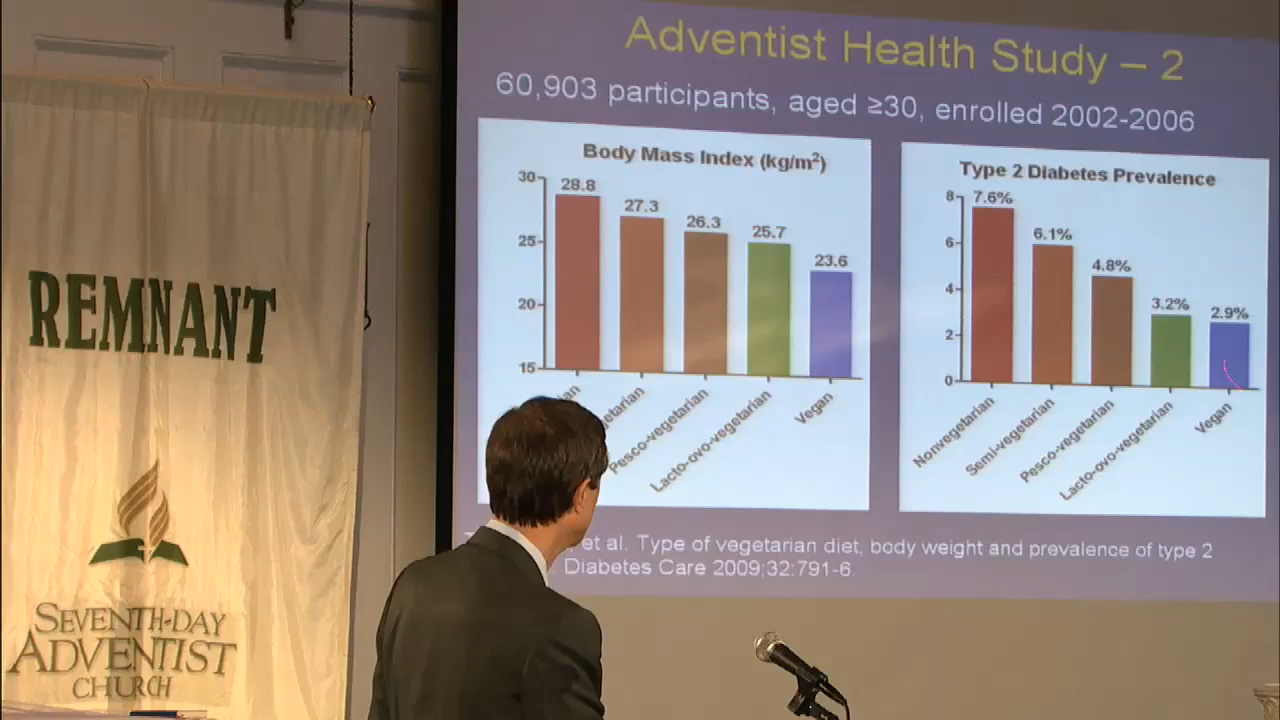 REMNANT
SEVENTH-DAY
ADVENTIST
CHURCH
Adventist Health Study – 2
60,903 participants, aged ≥30, enrolled 2002-2006
Body Mass Index (kg/m²)
30
25
20
15
28.8
27.3
26.3
25.7
23.6
Pesco-vegetarian
Lacto-ovo-vegetarian
Vegan
Type 2 Diabetes Prevalence
8
6
4
2
0
7.6%
6.1%
4.8%
3.2%
2.9%
Nonvegetarian
Semi-vegetarian
Pesco-vegetarian
Lacto-ovo-vegetarian
Vegan
et al. Type of vegetarian diet, body weight and prevalence of type 2
Diabetes Care 2009;32:791-6.